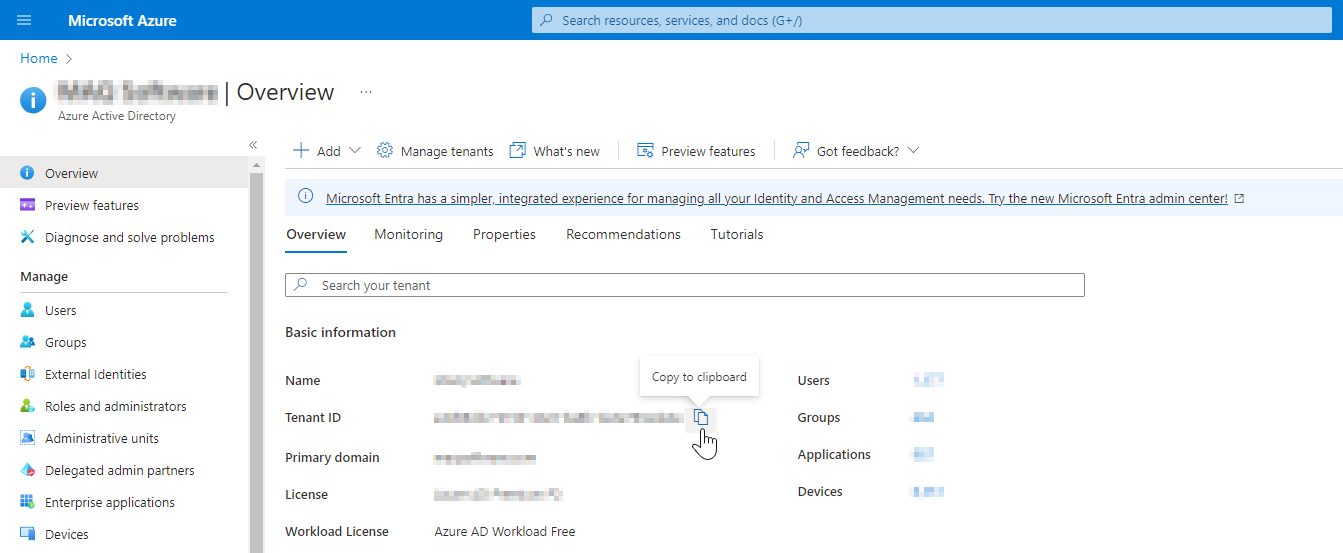 Microsoft Azure
Search resources, services, and docs (G+/)
Home
| Overview ...
Azure Active Directory
Overview
Preview features
Diagnose and solve problems
Manage
Users
Groups
External Identities
Roles and administrators
Administrative units
Delegated admin partners
Enterprise applications
Devices
Add Manage tenants What's new Preview features Got feedback?
Microsoft Entra has a simpler, integrated experience for managing all your Identity and Access Management needs. Try the new Microsoft Entra admin center!
Overview Monitoring Properties Recommendations Tutorials
Search your tenant
Basic information
Copy to clipboard
Name
Tenant ID
Primary domain
License
Workload License Azure AD Workload Free
Users
Groups
Applications
Devices